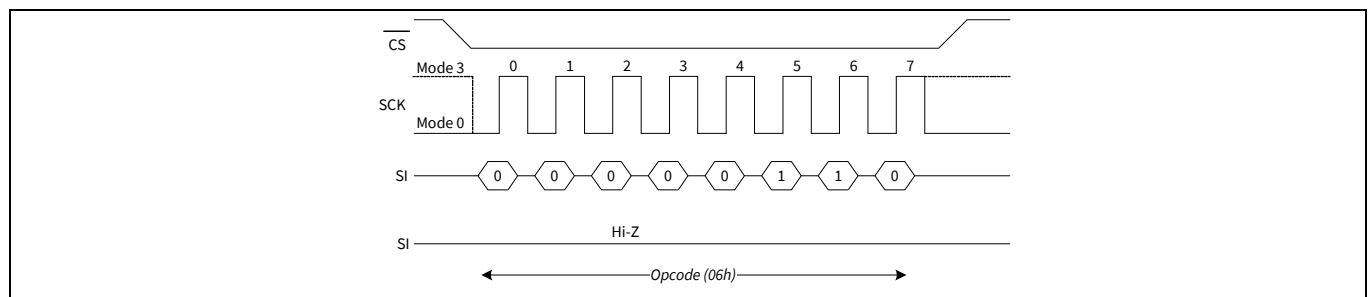 CS
Mode 3 0 1 2 3 4 5 6 7
SCK
Mode 0
SI 0 0 0 0 0 1 1 0
Hi-Z
SI
Opcode (06h)